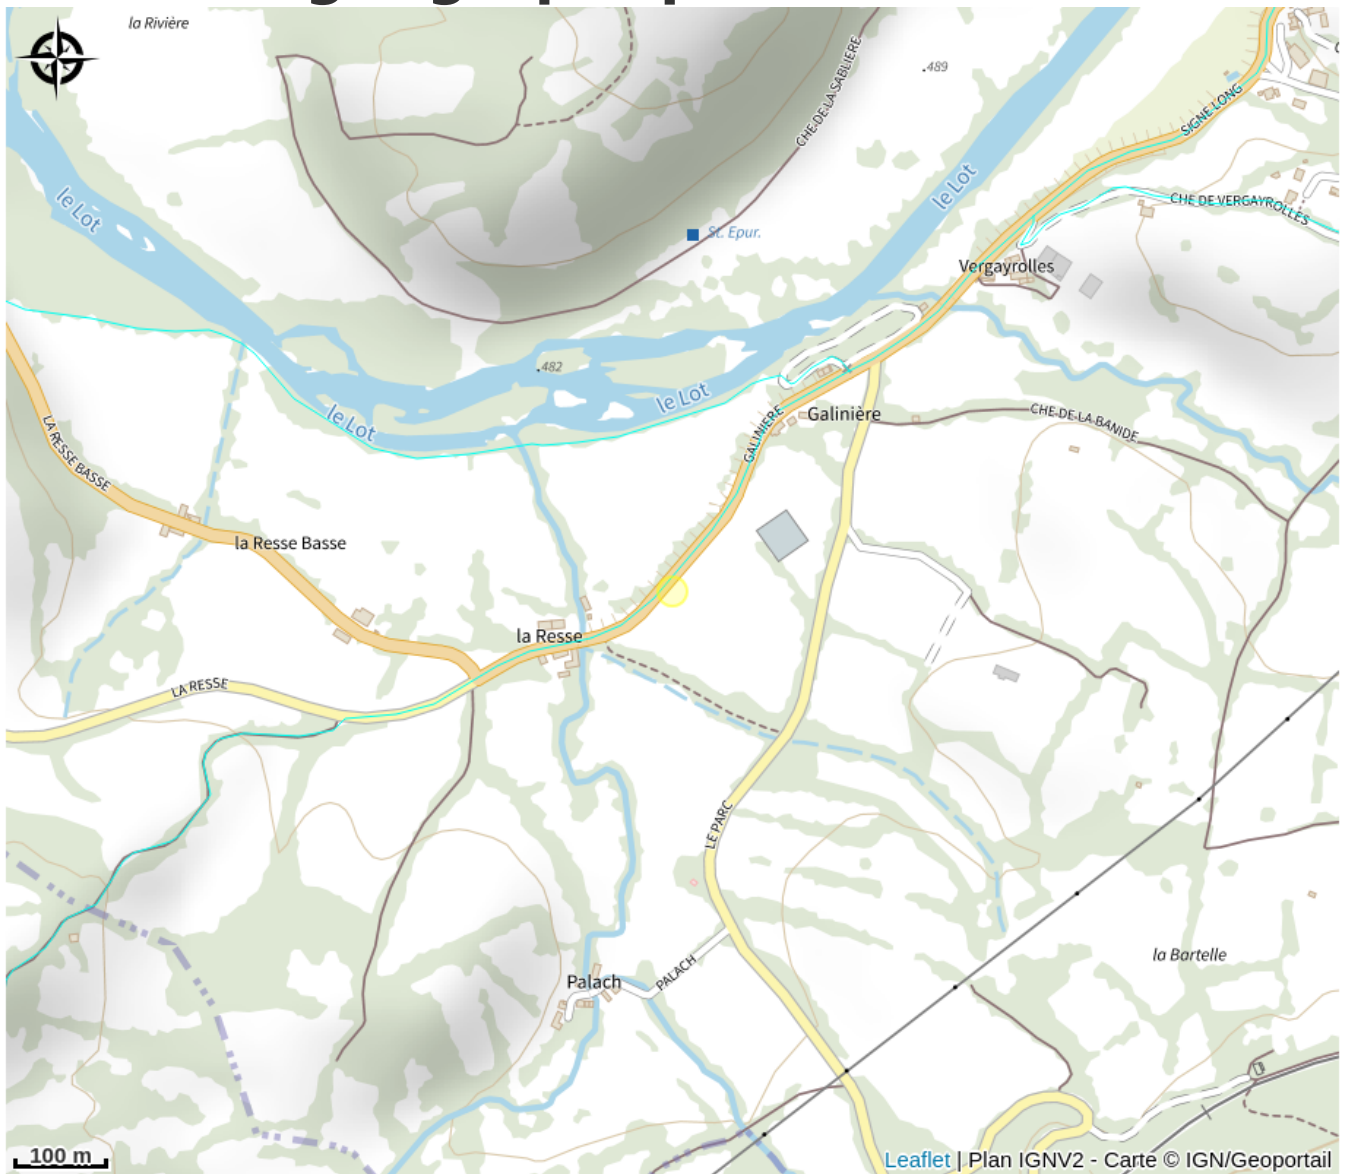 la Rivière
.489
CHE DE LA SABLIERE
SIGNE LONG
le Lot
le Lot
CHE DE VERGAYROLLES
St. Epur.
Vergayrolles
.482
le Lot
le Lot
GALINIERE
Galinière
CHE DE LA BANIDE
LA RESSE BASSE
la Resse Basse
la Resse
LA RESSE
LE PARC
la Bartelle
Palach
PALACH
100 m
Leaflet | Plan IGNV2 - Carte © IGN/Geoportail